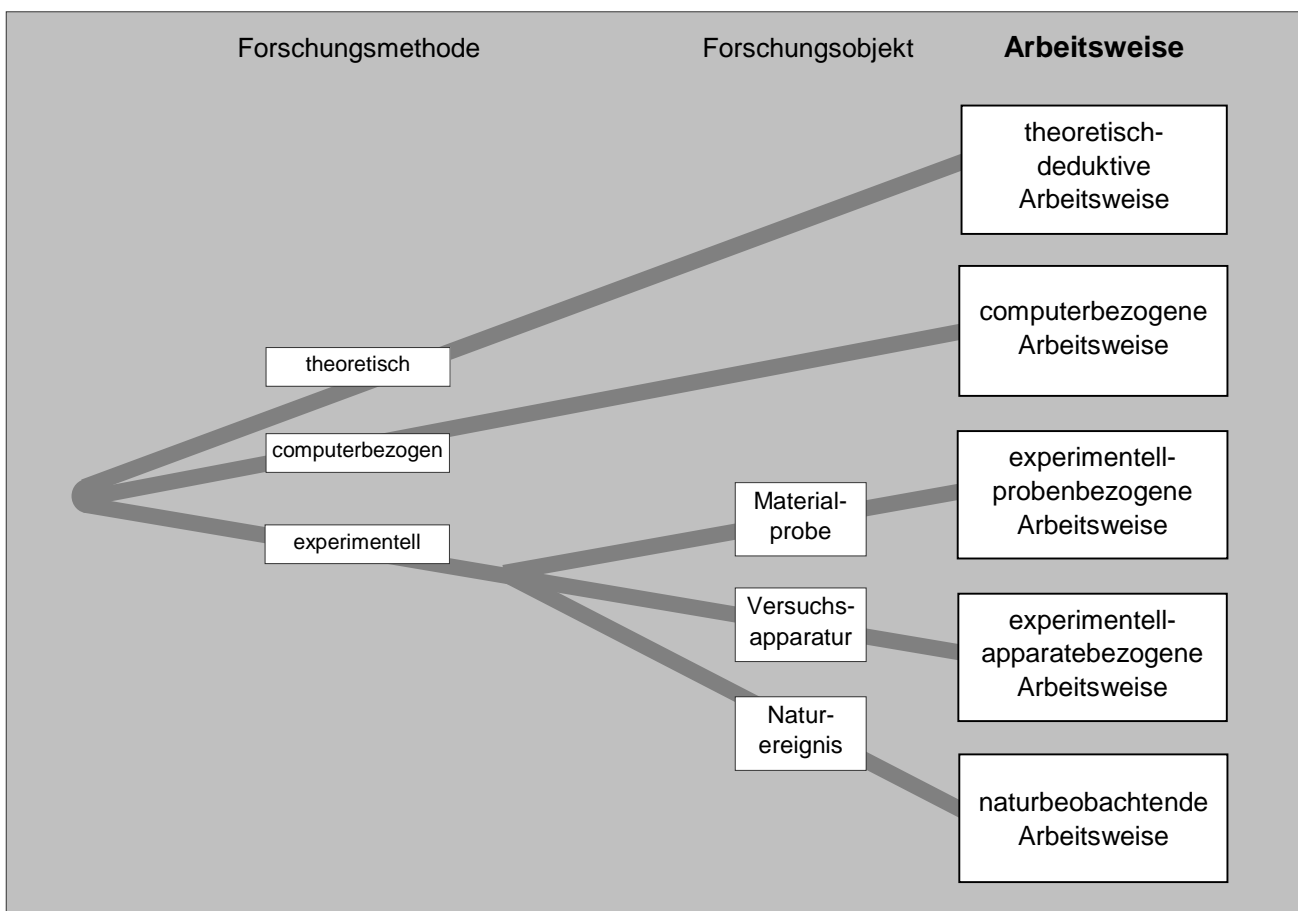 Forschungsmethode
Forschungsobjekt
Arbeitsweise
theoretisch-
deduktive
Arbeitsweise
computerbezogene
Arbeitsweise
theoretisch
computerbezogen
experimentell
Material-
probe
experimentell-
probenbezogene
Arbeitsweise
Versuchs-
apparatur
experimentell-
apparatebezogene
Arbeitsweise
Natur-
ereignis
naturbeobachtende
Arbeitsweise